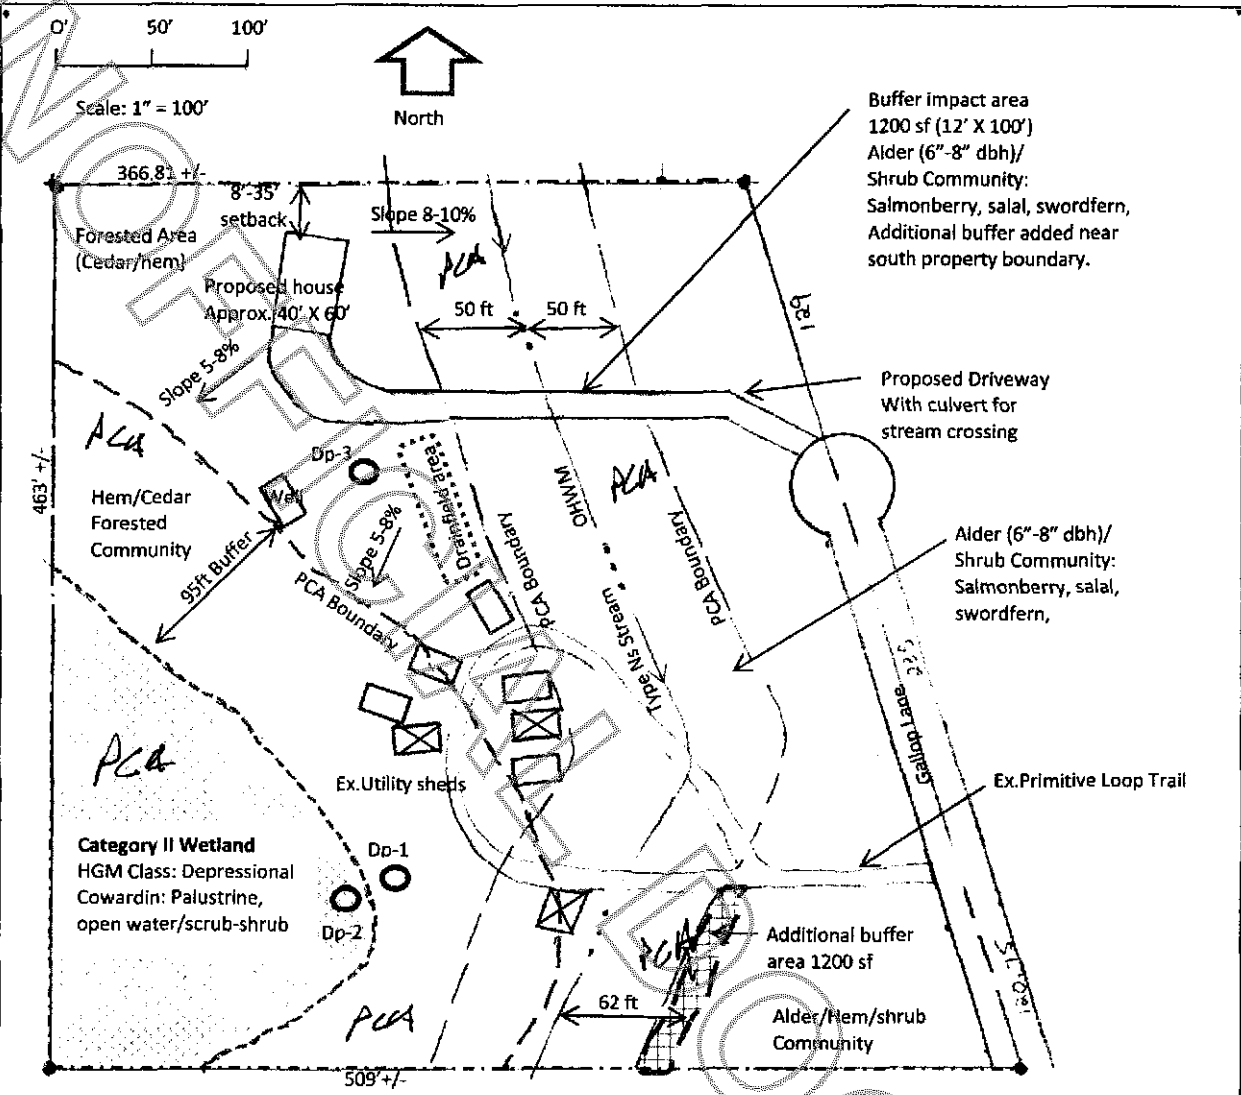 0' 50' 100'
Scale: 1" = 100'
North
Buffer impact area
1200 sf (12' X 100')
Alder (6"-8" dbh)/
Shrub Community:
Salmonberry, salal, swordfern,
Additional buffer added near
south property boundary.
366.81 +/-
8'-35'
setback
Slope 8-10%
Forested Area
(Cedar/hem)
PCA
Proposed house
Approx. 40' X 60'
50 ft 50 ft
129
Slope 5-8%
Proposed Driveway
With culvert for
stream crossing
PCA
Dp-3
463' +/-
Hem/Cedar
Forested
Community
Well
Drainfield area
OHWM
PCA
95ft Buffer
Slope 5-8%
PCA Boundary
PCA Boundary
PCA Boundary
Alder (6"-8" dbh)/
Shrub Community:
Salmonberry, salal,
swordfern,
Type Ns Stream
Gallop Lane
PCA
Ex.Utility sheds
Ex.Primitive Loop Trail
Category II Wetland
HGM Class: Depressional
Cowardin: Palustrine,
open water/scrub-shrub
Dp-1
Dp-2
PCA
Additional buffer
area 1200 sf
62 ft
Alder/Hem/shrub
Community
PCA
509'+/-
UNOFFICIAL DOC